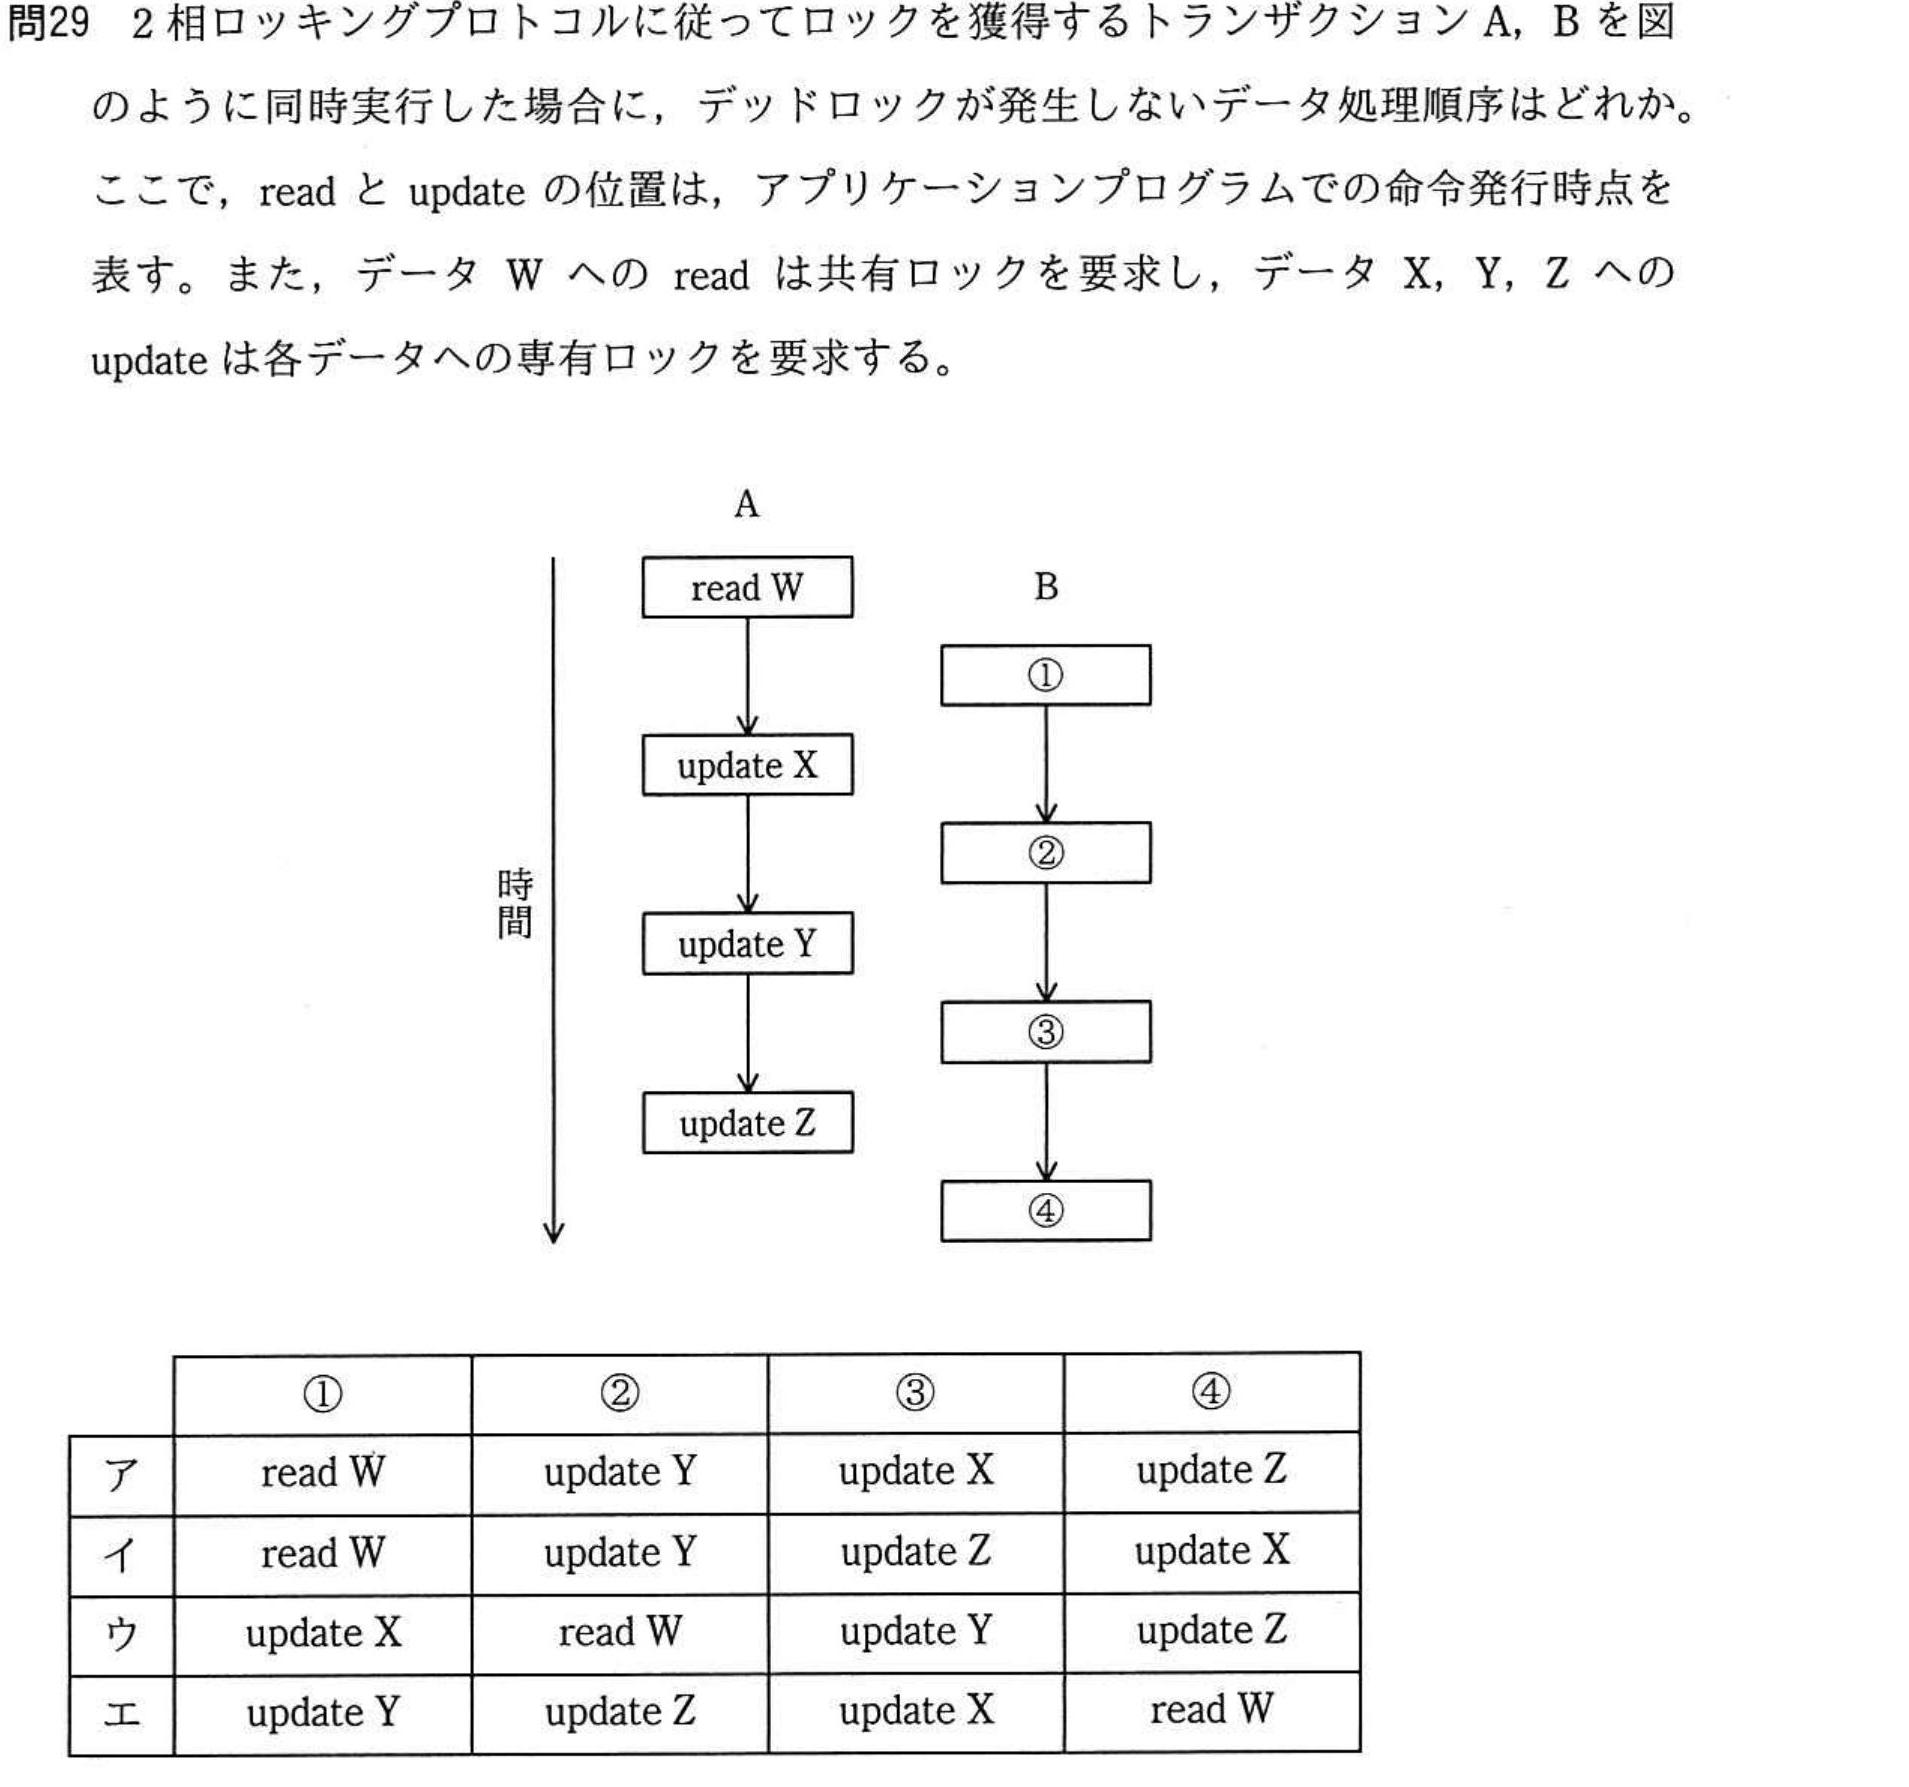 問29　2相ロッキングプロトコルに従ってロックを獲得するトランザクション A，B を図
のように同時実行した場合に，デッドロックが発生しないデータ処理順序はどれか。
ここで，read と update の位置は，アプリケーションプログラムでの命令発行時点を
表す。また，データ W への read は共有ロックを要求し，データ X，Y，Z への
update は各データへの専有ロックを要求する。
A
read W
B
①
update X
②
時間
update Y
③
update Z
④
① ② ③ ④
ア read W update Y update X update Z
イ read W update Y update Z update X
ウ update X read W update Y update Z
エ update Y update Z update X read W